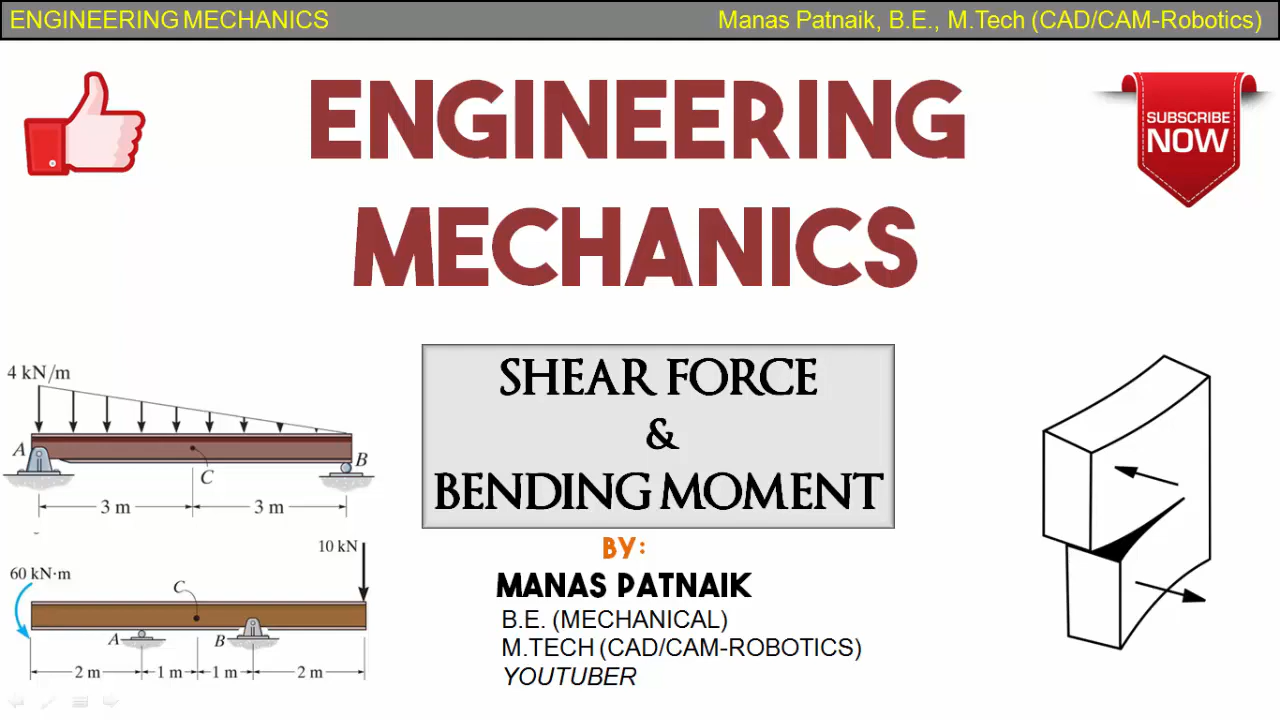 ENGINEERING MECHANICS
Manas Patnaik, B.E., M.Tech (CAD/CAM-Robotics)
ENGINEERING
MECHANICS
SUBSCRIBE
NOW
SHEAR FORCE
&
BENDING MOMENT
BY:
MANAS PATNAIK
B.E. (MECHANICAL)
M.TECH (CAD/CAM-ROBOTICS)
YOUTUBER
4 kN/m
A
B
C
3 m
3 m
10 kN
60 kN·m
C
A
B
2 m
1 m
1 m
2 m